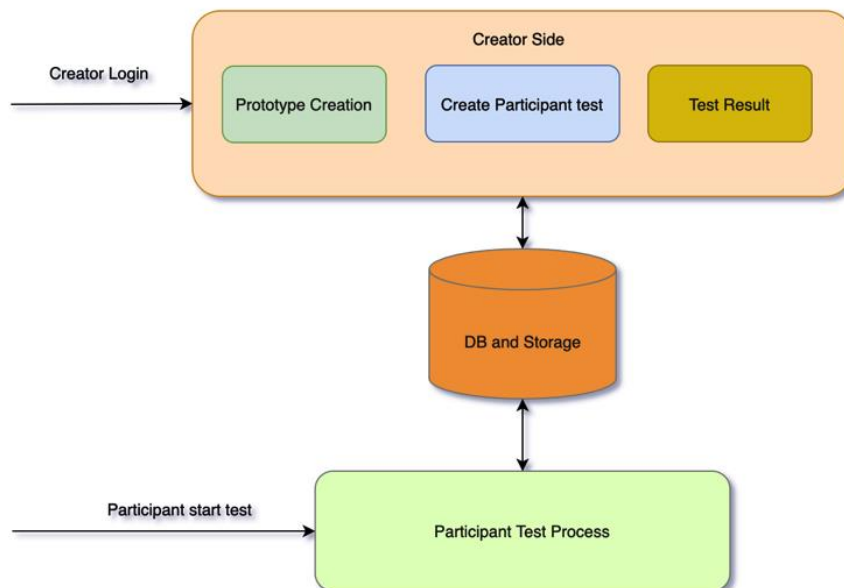 Creator Side
Creator Login
Prototype Creation
Create Participant test
Test Result
DB and Storage
Participant start test
Participant Test Process